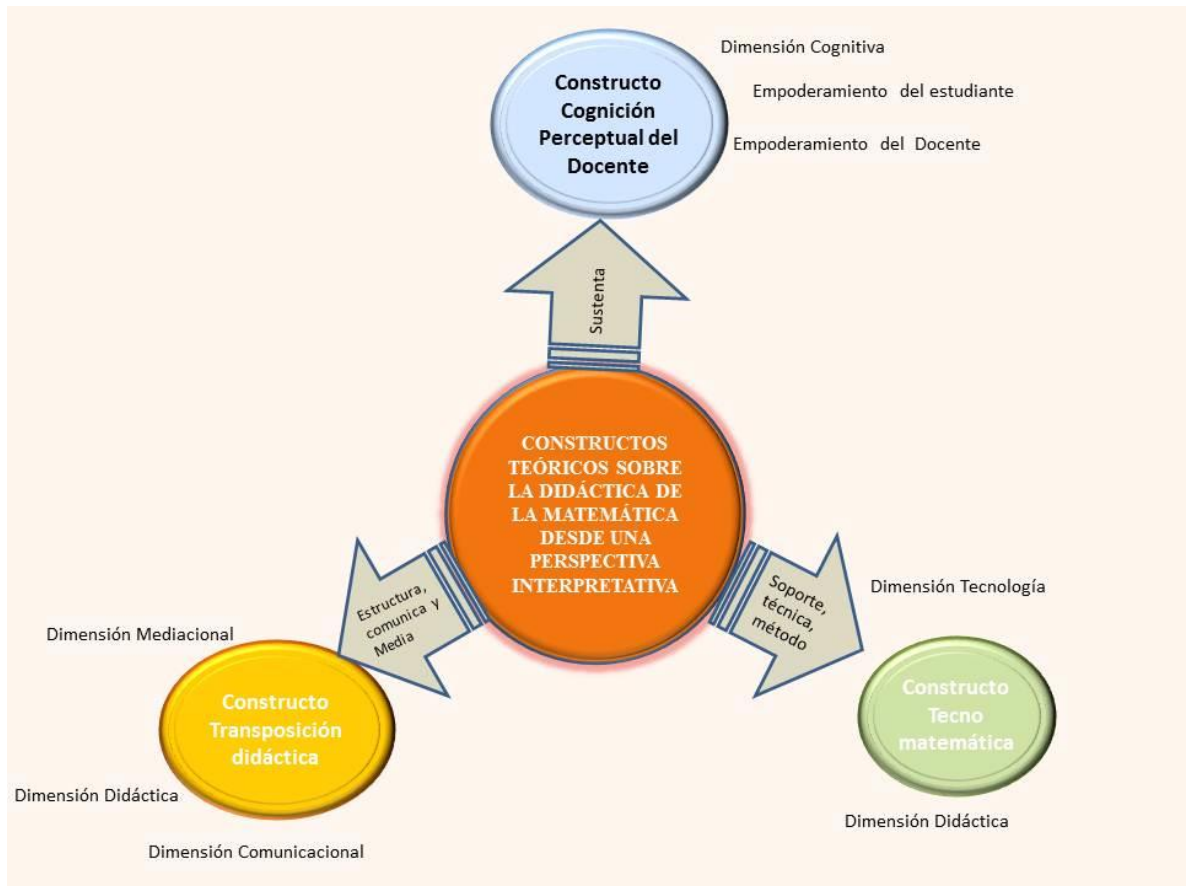 Dimensión Cognitiva
Constructo
Cognición
Perceptual del
Docente
Empoderamiento del estudiante
Empoderamiento del Docente
Sustenta
CONSTRUCTOS
TEÓRICOS SOBRE
LA DIDÁCTICA DE
LA MATEMÁTICA
DESDE UNA
PERSPECTIVA
INTERPRETATIVA
Estructura,
comunica y
Media
Soporte,
técnica,
método
Dimensión Tecnología
Dimensión Mediacional
Constructo
Transposición
didáctica
Constructo
Tecno
matemática
Dimensión Didáctica
Dimensión Didáctica
Dimensión Comunicacional